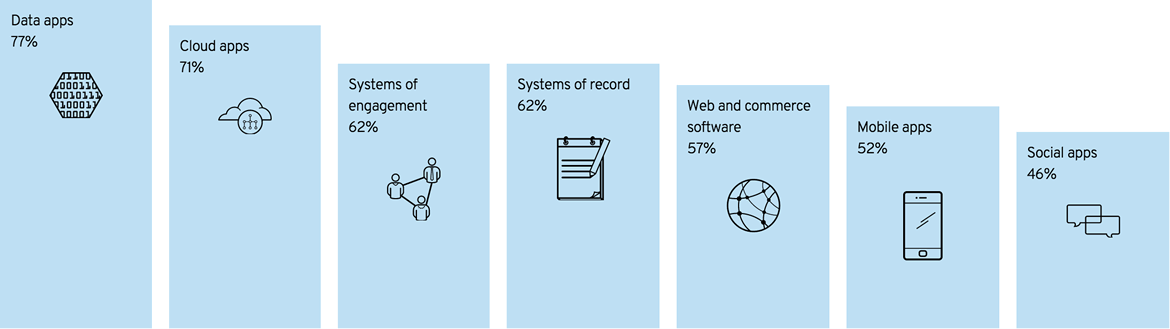 Data apps
77%
Cloud apps
71%
Systems of
engagement
62%
Systems of record
62%
Web and commerce
software
57%
Mobile apps
52%
Social apps
46%